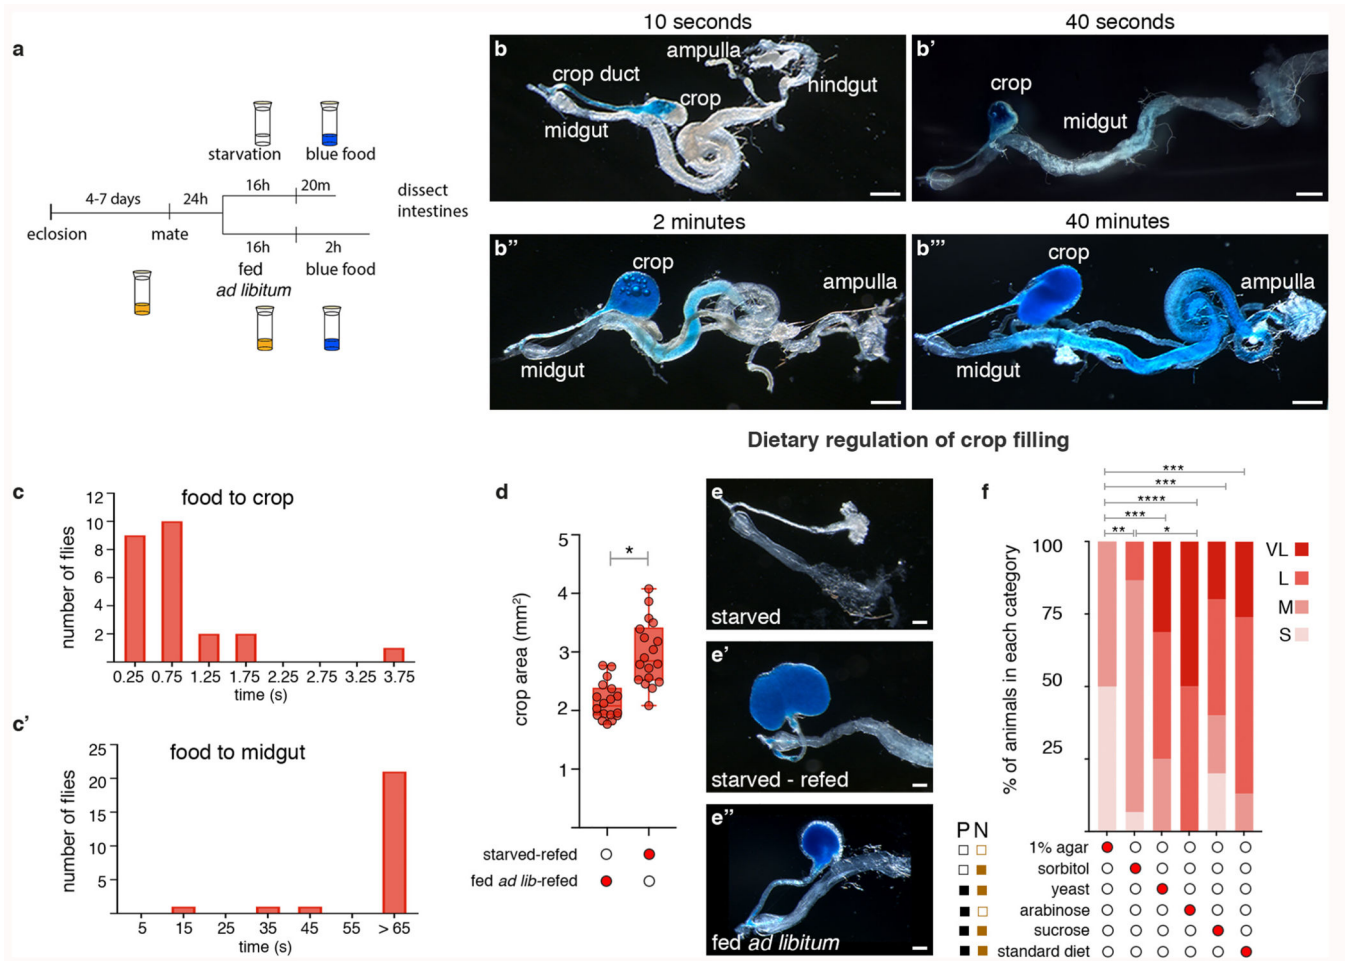 a
starvation
blue food
4-7 days
24h
16h
20m
dissect
intestines
eclosion
mate
16h
2h
fed
ad libitum
blue food
10 seconds
b
ampulla
crop duct
crop
hindgut
midgut
40 seconds
b'
crop
midgut
2 minutes
b''
crop
ampulla
midgut
40 minutes
b'''
crop
ampulla
midgut
Dietary regulation of crop filling
c
food to crop
number of flies
12
10
8
6
4
2
0.25 0.75 1.25 1.75 2.25 2.75 3.25 3.75
time (s)
c'
food to midgut
number of flies
25
20
15
10
5
5 15 25 35 45 55 > 65
time (s)
d
crop area (mm²)
5
4
3
2
1
*
starved-refed
fed ad lib-refed
e
starved
e'
starved - refed
e''
fed ad libitum
f
***
***
****
***
** *
% of animals in each category
100
75
50
25
VL
L
M
S
P N
1% agar
sorbitol
yeast
arabinose
sucrose
standard diet